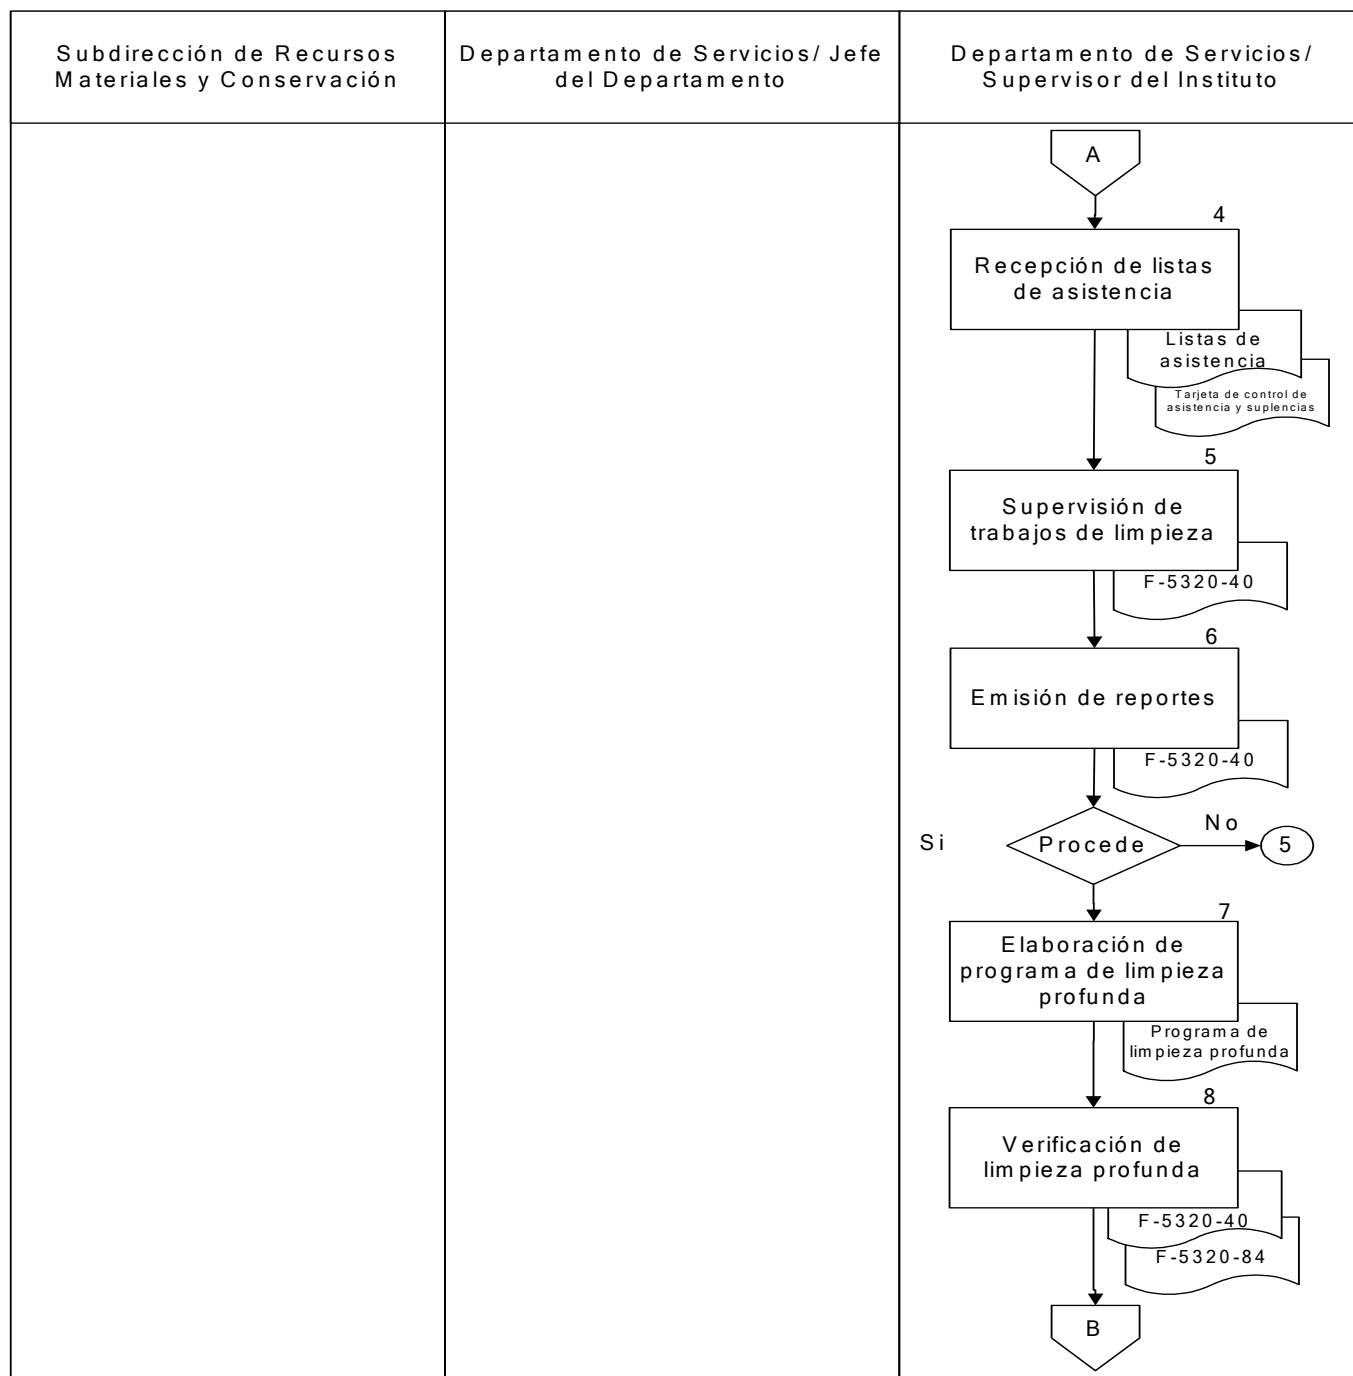 Subdirección de Recursos
Materiales y Conservación
Departamento de Servicios/ Jefe
del Departamento
Departamento de Servicios/
Supervisor del Instituto
A
4
Recepción de listas
de asistencia
Listas de
asistencia
Tarjeta de control de
asistencia y suplencias
5
Supervisión de
trabajos de limpieza
F-5320-40
6
Emisión de reportes
F-5320-40
Si
Procede
No
5
7
Elaboración de
programa de limpieza
profunda
Programa de
limpieza profunda
8
Verificación de
limpieza profunda
F-5320-40
F-5320-84
B